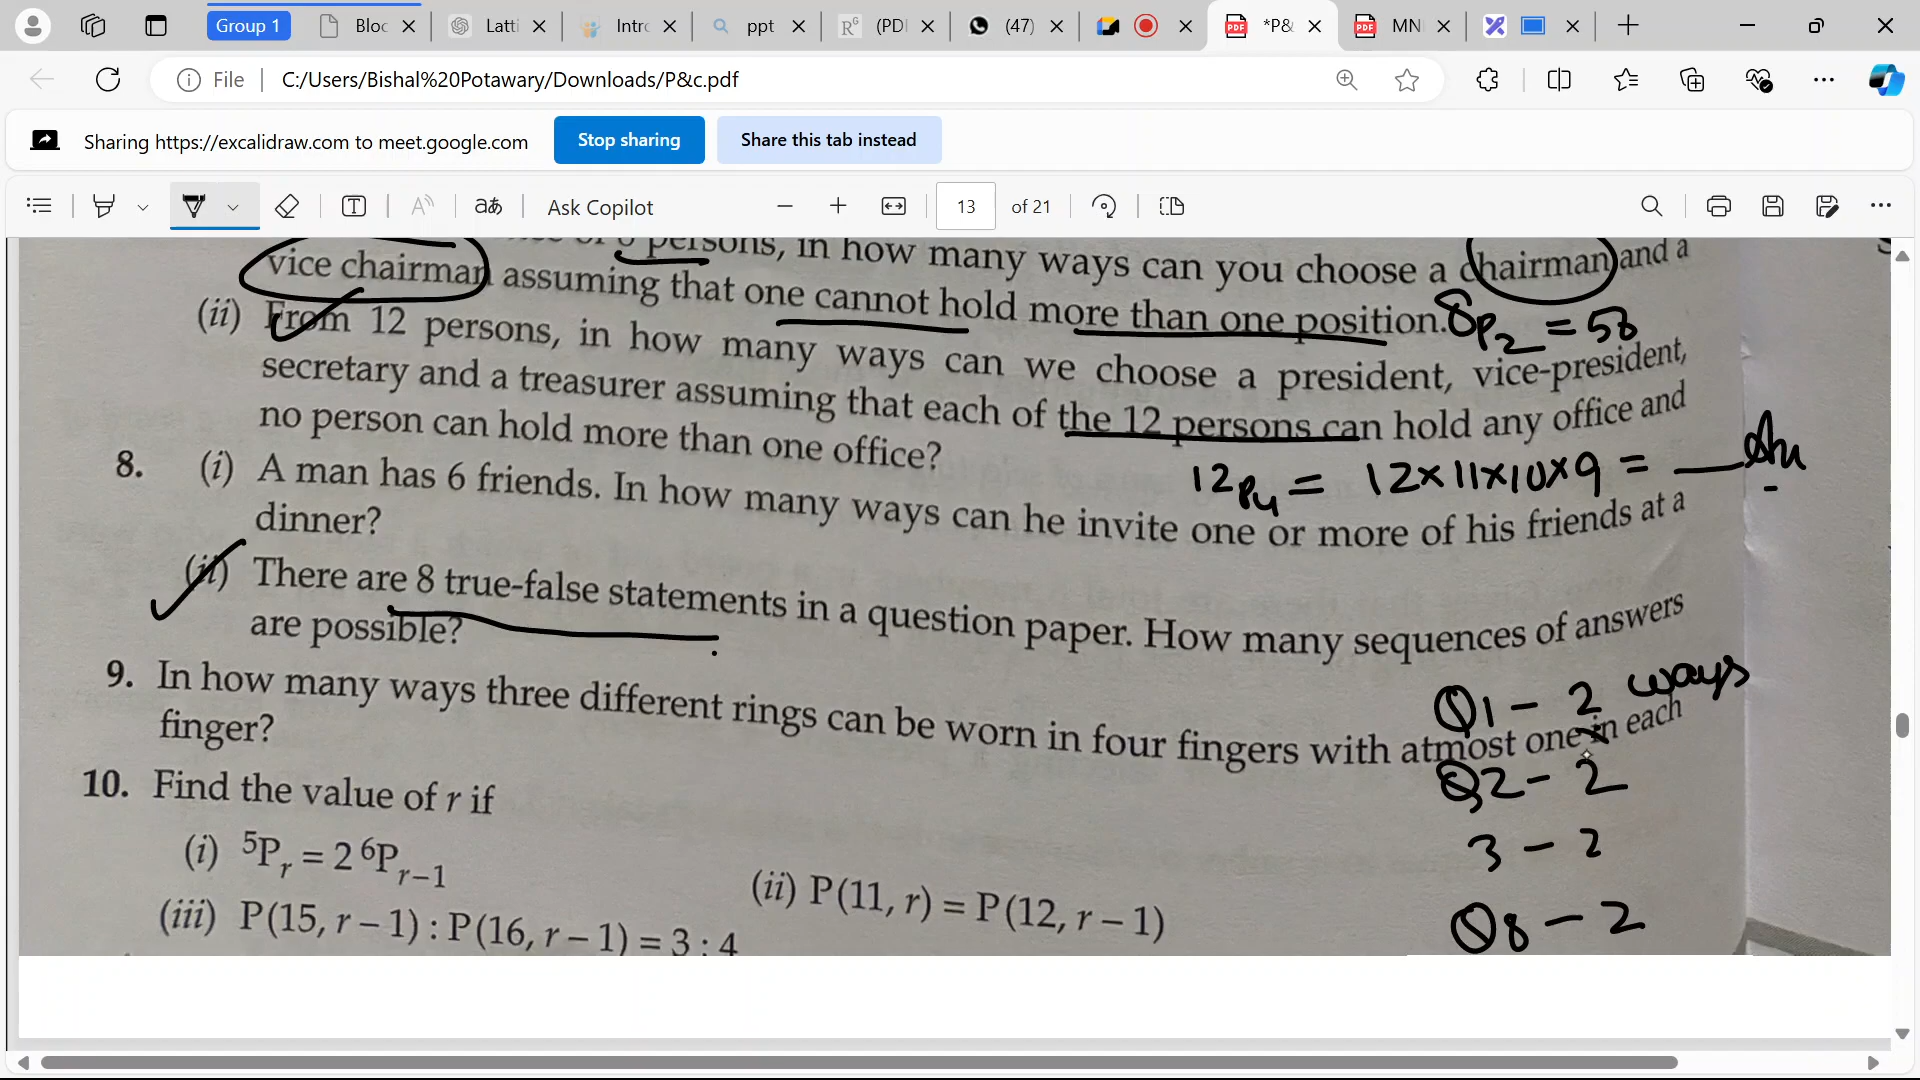 Group 1
Bloc
Latti
Intro
ppt
(PDI
(47)
*P&
MNI
File
C:/Users/Bishal%20Potawary/Downloads/P&c.pdf
Sharing https://excalidraw.com to meet.google.com
Stop sharing
Share this tab instead
Ask Copilot
13
of 21
persons, in how many ways can you choose a chairman and a
vice chairman assuming that one cannot hold more than one position.
8P2 = 56
(ii) From 12 persons, in how many ways can we choose a president, vice-president,
secretary and a treasurer assuming that each of the 12 persons can hold any office and
no person can hold more than one office?
12P4 = 12×11×10×9 = __ Ans
8. (i) A man has 6 friends. In how many ways can he invite one or more of his friends at a
dinner?
(ii) There are 8 true-false statements in a question paper. How many sequences of answers
are possible?
Q1 - 2 ways
9. In how many ways three different rings can be worn in four fingers with atmost one in each
finger?
Q2 - 2
10. Find the value of r if
3 - 2
(i) ⁵Pᵣ = 2 ⁶Pᵣ₋₁
(ii) P(11, r) = P(12, r – 1)
(iii) P(15, r – 1) : P(16, r – 1) = 3 : 4
Q8 - 2